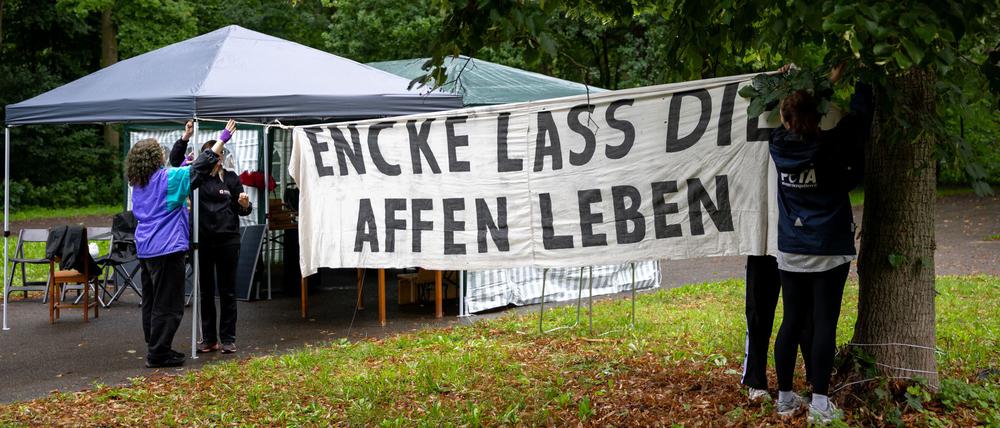 ENCKE LASS DIE
AFFEN LEBEN
PETA